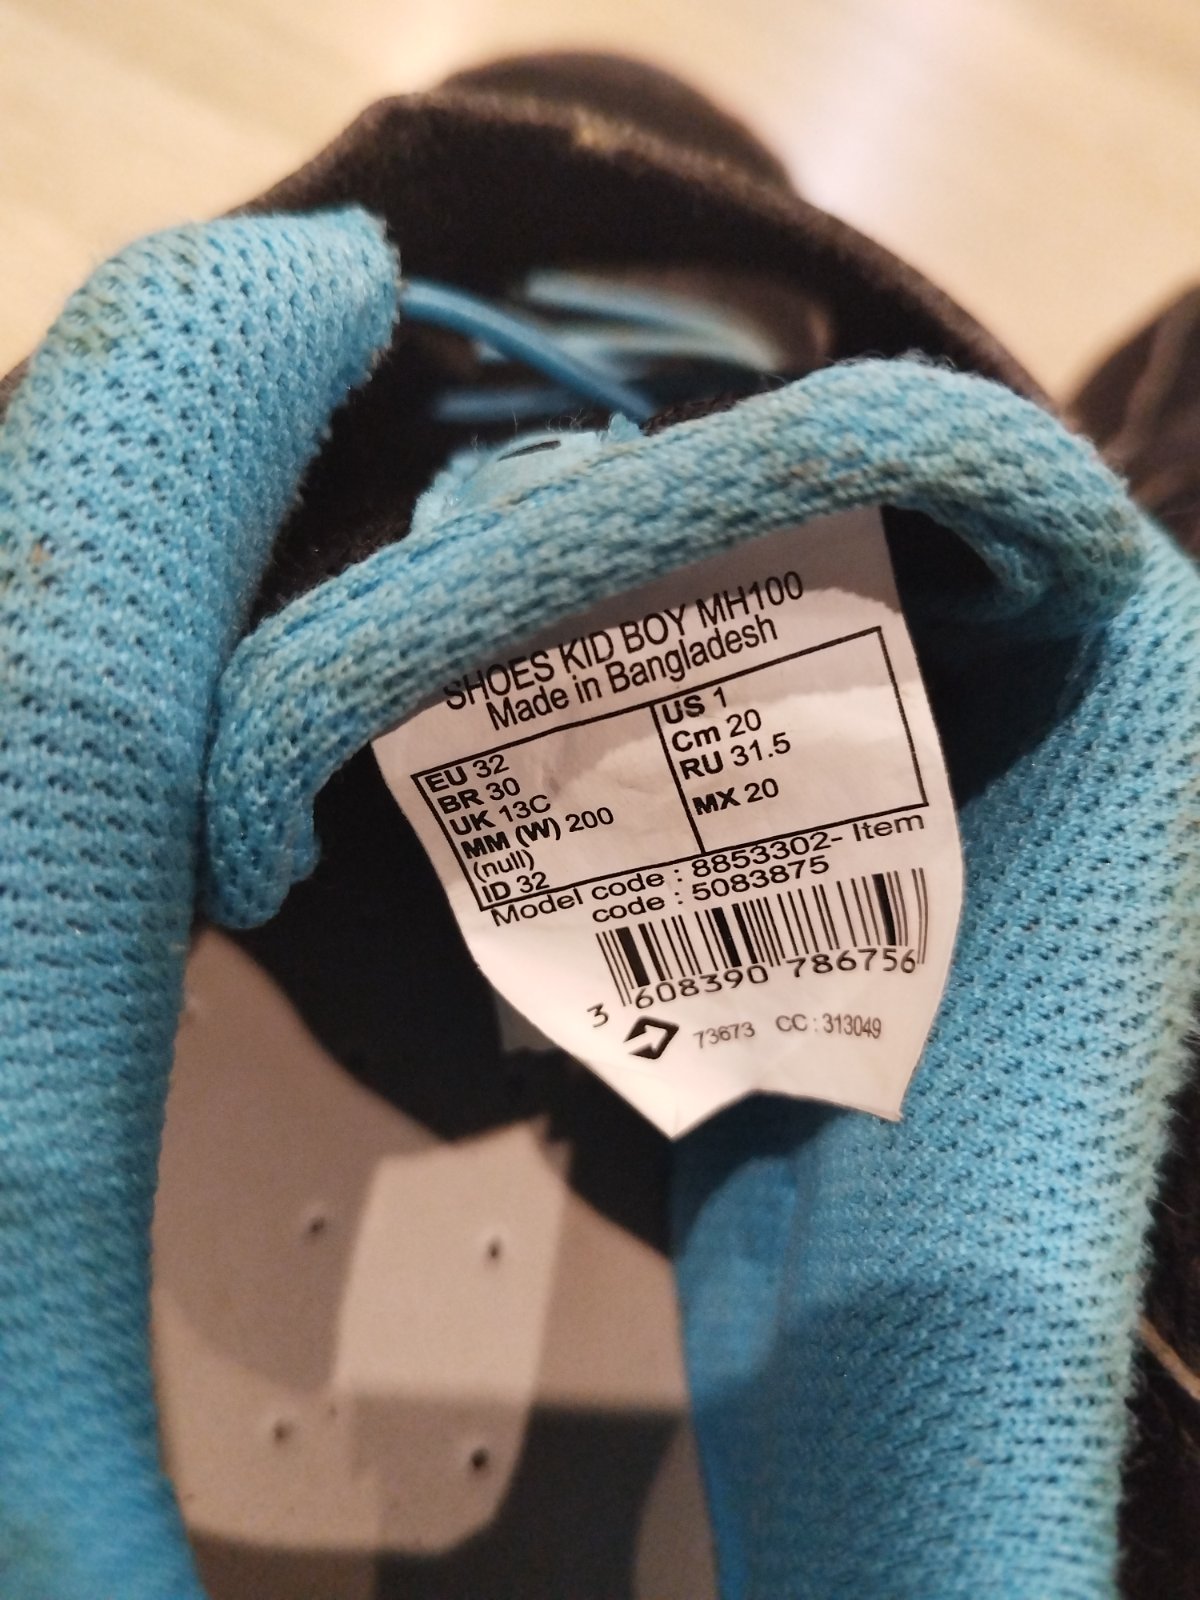 SHOES KID BOY MH100
Made in Bangladesh
EU 32
BR 30
UK 13C
MM (W) 200
(null)
ID 32
US 1
Cm 20
RU 31.5
MX 20
Model code : 8853302- Item
code : 5083875
3 608390 786756
73673 CC : 313049